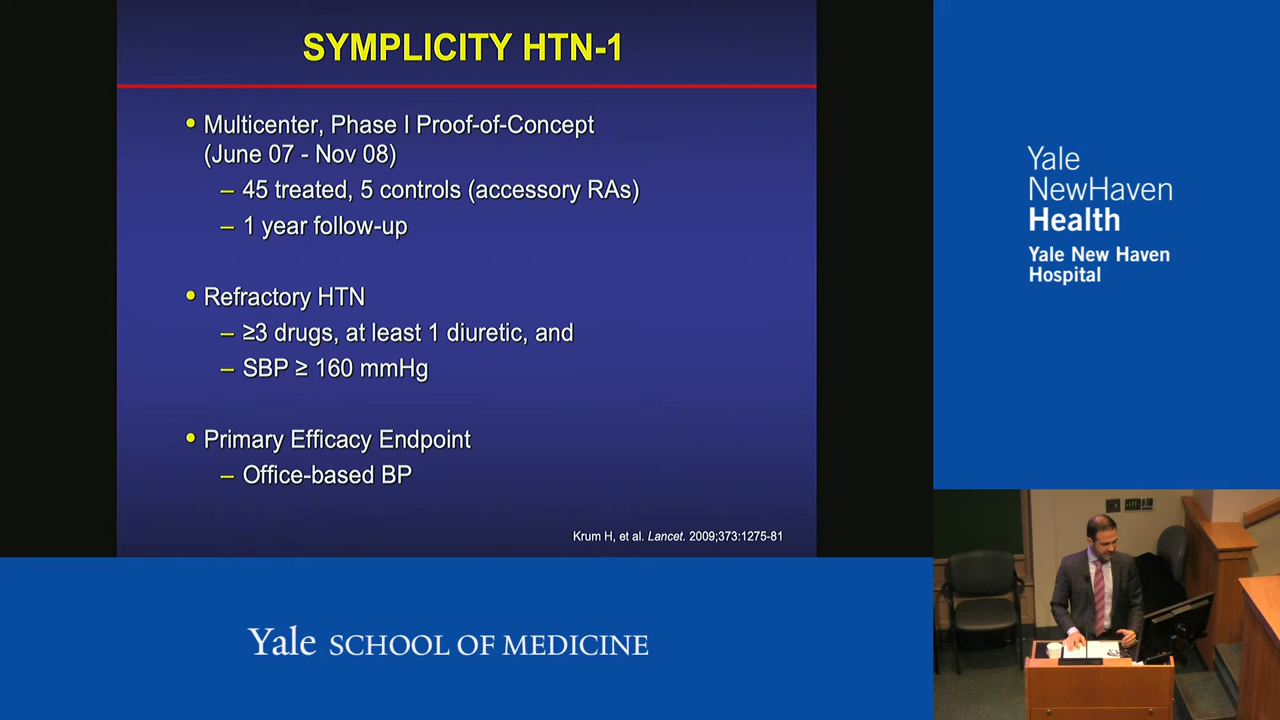 SYMPLICITY HTN-1
• Multicenter, Phase I Proof-of-Concept
(June 07 - Nov 08)
– 45 treated, 5 controls (accessory RAs)
– 1 year follow-up
• Refractory HTN
– ≥3 drugs, at least 1 diuretic, and
– SBP ≥ 160 mmHg
• Primary Efficacy Endpoint
– Office-based BP
Krum H, et al. Lancet. 2009;373:1275-81
Yale
NewHaven
Health
Yale New Haven
Hospital
Yale SCHOOL OF MEDICINE